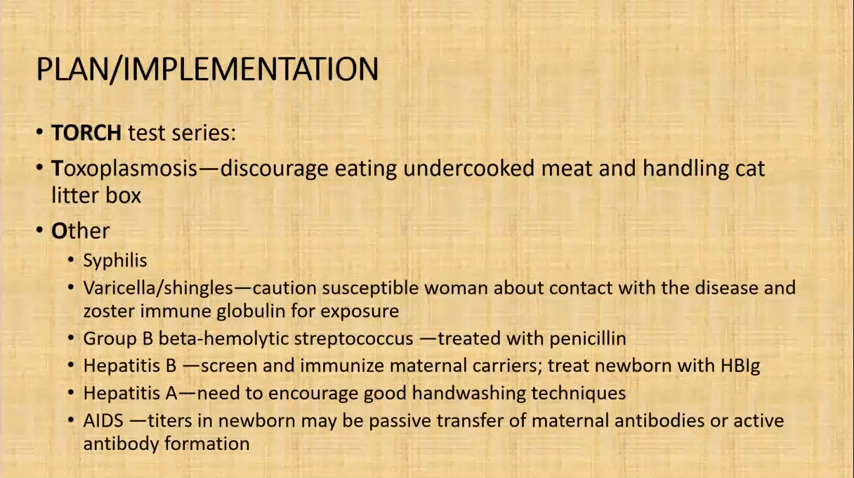 PLAN/IMPLEMENTATION
• TORCH test series:
• Toxoplasmosis—discourage eating undercooked meat and handling cat
litter box
• Other
• Syphilis
• Varicella/shingles—caution susceptible woman about contact with the disease and
zoster immune globulin for exposure
• Group B beta-hemolytic streptococcus —treated with penicillin
• Hepatitis B —screen and immunize maternal carriers; treat newborn with HBIg
• Hepatitis A—need to encourage good handwashing techniques
• AIDS —titers in newborn may be passive transfer of maternal antibodies or active
antibody formation